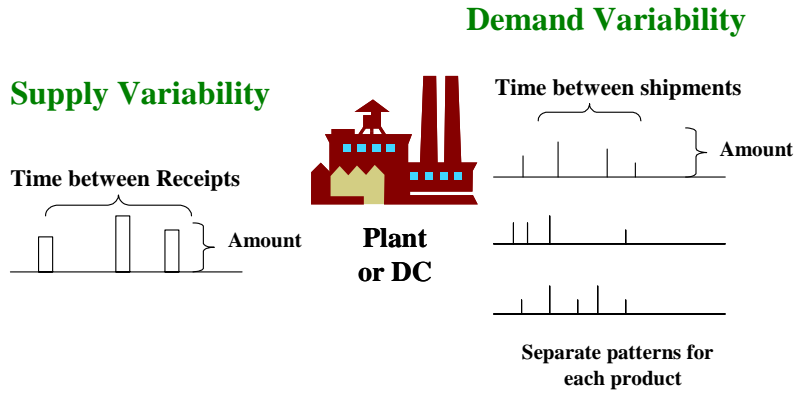 Demand Variability
Supply Variability
Time between shipments
Amount
Time between Receipts
Amount
Plant
or DC
Separate patterns for
each product